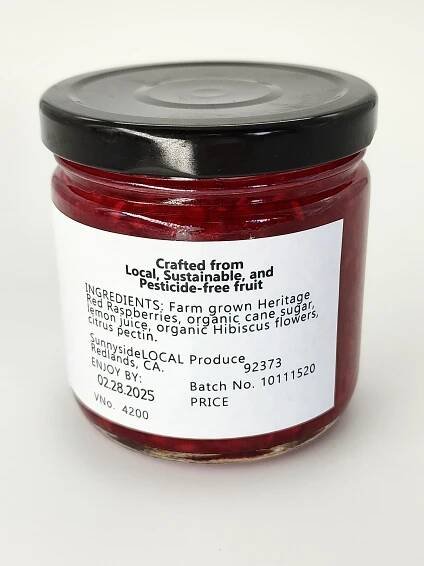 Crafted from
Local, Sustainable, and
Pesticide-free fruit
INGREDIENTS: Farm grown Heritage
Red Raspberries, organic cane sugar,
lemon juice, organic Hibiscus flowers,
citrus pectin.
SunnysideLOCAL Produce
Redlands, CA. 92373
ENJOY BY:
02.28.2025 Batch No. 10111520
VNo. 4200 PRICE